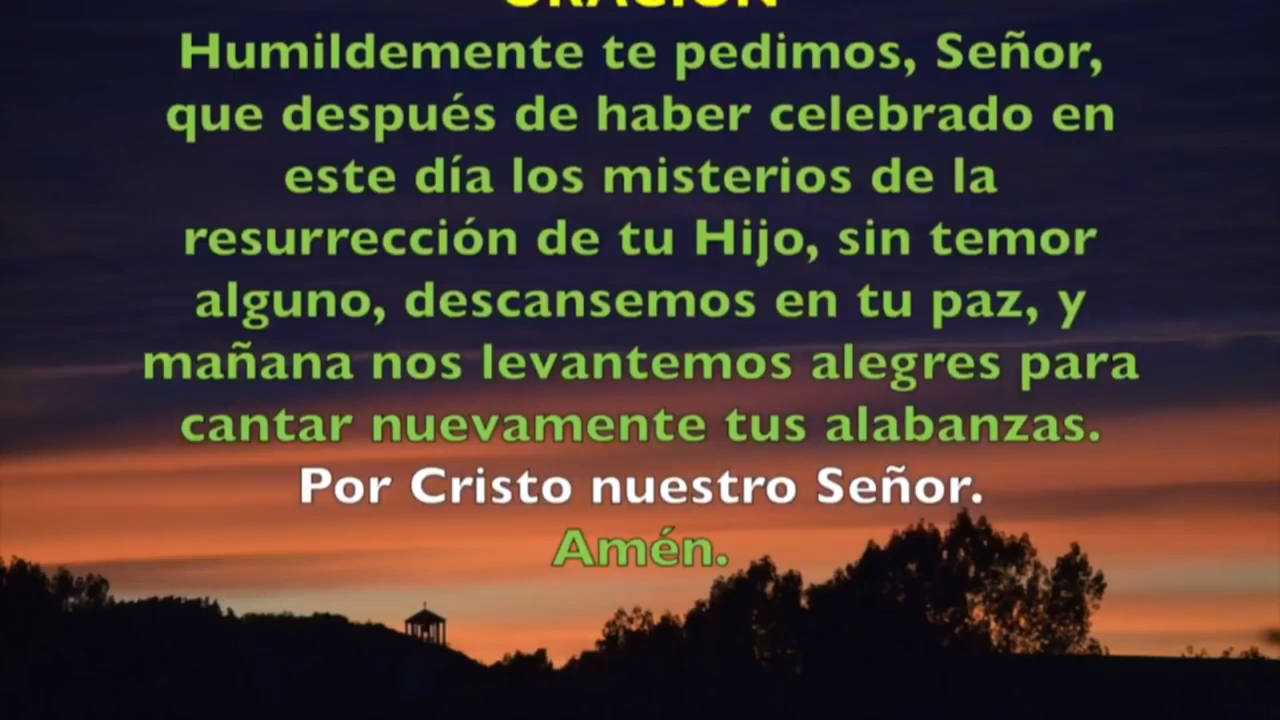 ORACIÓN
Humildemente te pedimos, Señor,
que después de haber celebrado en
este día los misterios de la
resurrección de tu Hijo, sin temor
alguno, descansemos en tu paz, y
mañana nos levantemos alegres para
cantar nuevamente tus alabanzas.
Por Cristo nuestro Señor.
Amén.